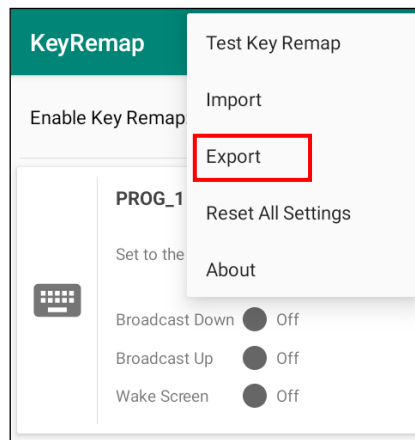 KeyRemap
Test Key Remap
Import
Enable Key Remap
Export
PROG_1
Reset All Settings
Set to the
About
Broadcast Down Off
Broadcast Up Off
Wake Screen Off